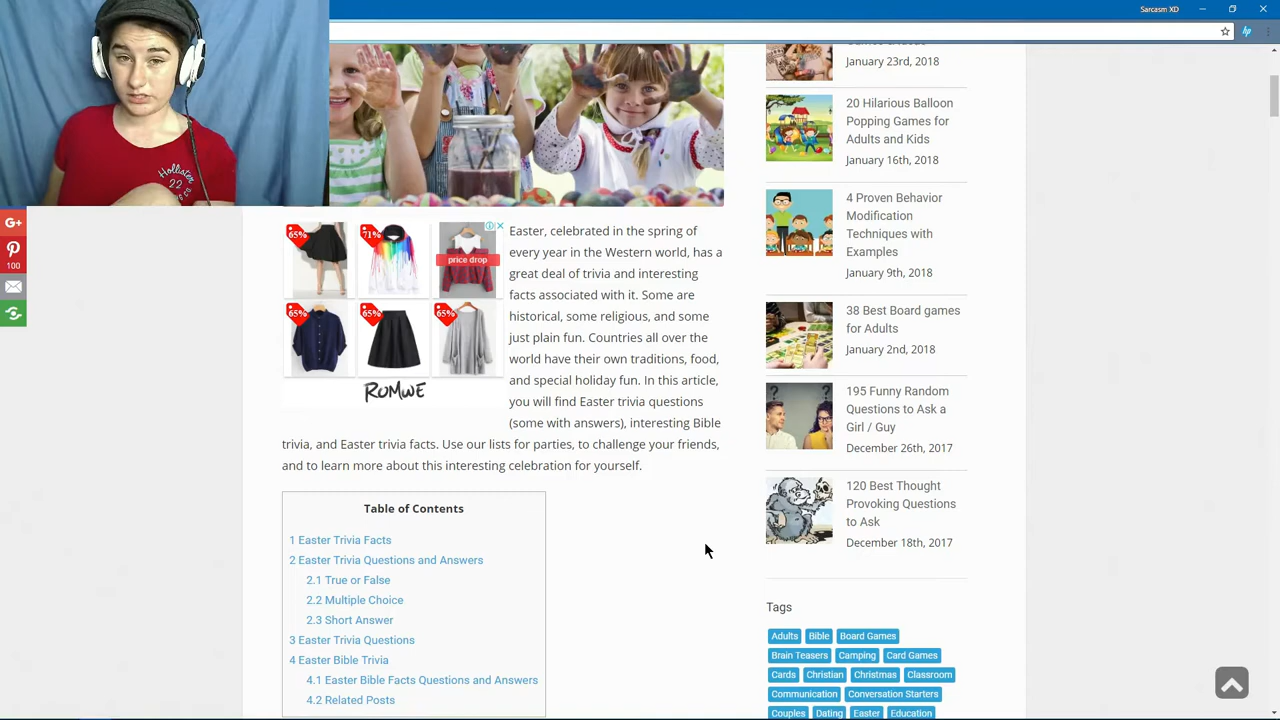 Sarcasm XD
Hollister
22
January 23rd, 2018
20 Hilarious Balloon
Popping Games for
Adults and Kids
January 16th, 2018
4 Proven Behavior
Modification
Techniques with
Examples
January 9th, 2018
38 Best Board games
for Adults
January 2nd, 2018
195 Funny Random
Questions to Ask a
Girl / Guy
December 26th, 2017
120 Best Thought
Provoking Questions
to Ask
December 18th, 2017
Tags
Adults Bible Board Games
Brain Teasers Camping Card Games
Cards Christian Christmas Classroom
Communication Conversation Starters
Couples Dating Easter Education
G+
100
65% 71%
price drop
65% 65% 65%
ROMWE
Easter, celebrated in the spring of
every year in the Western world, has a
great deal of trivia and interesting
facts associated with it. Some are
historical, some religious, and some
just plain fun. Countries all over the
world have their own traditions, food,
and special holiday fun. In this article,
you will find Easter trivia questions
(some with answers), interesting Bible
trivia, and Easter trivia facts. Use our lists for parties, to challenge your friends,
and to learn more about this interesting celebration for yourself.
Table of Contents
1 Easter Trivia Facts
2 Easter Trivia Questions and Answers
2.1 True or False
2.2 Multiple Choice
2.3 Short Answer
3 Easter Trivia Questions
4 Easter Bible Trivia
4.1 Easter Bible Facts Questions and Answers
4.2 Related Posts